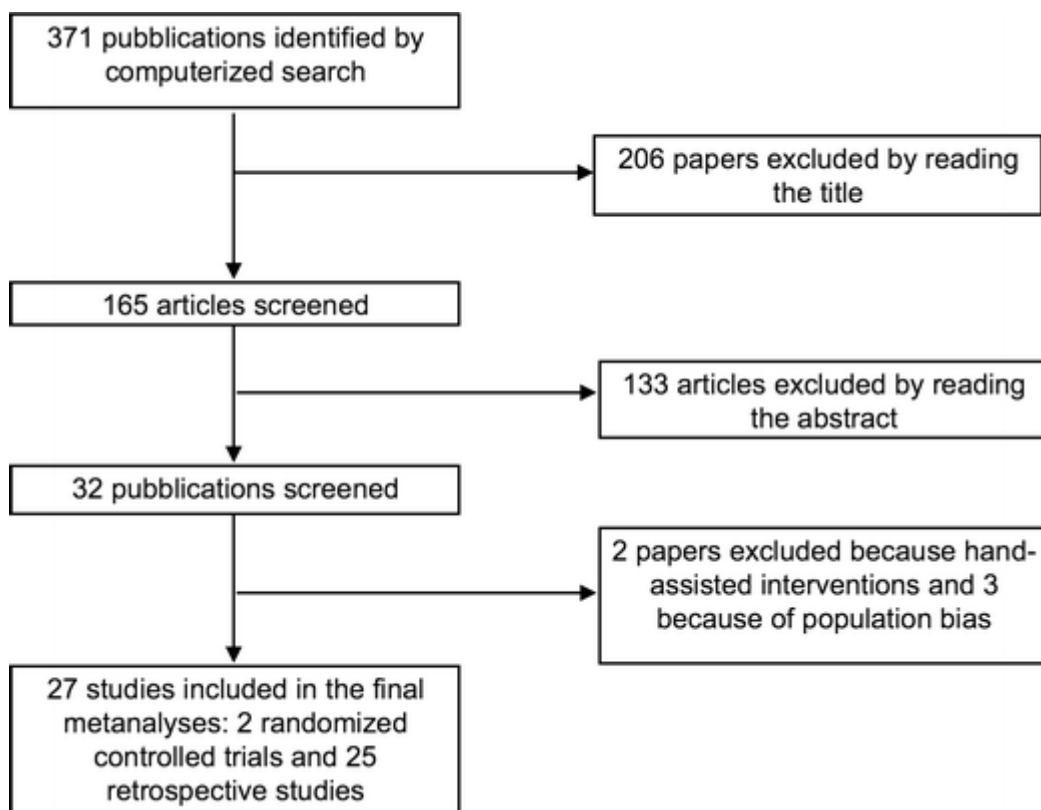 371 pubblications identified by
computerized search
206 papers excluded by reading
the title
165 articles screened
133 articles excluded by reading
the abstract
32 pubblications screened
2 papers excluded because hand-
assisted interventions and 3
because of population bias
27 studies included in the final
metanalyses: 2 randomized
controlled trials and 25
retrospective studies